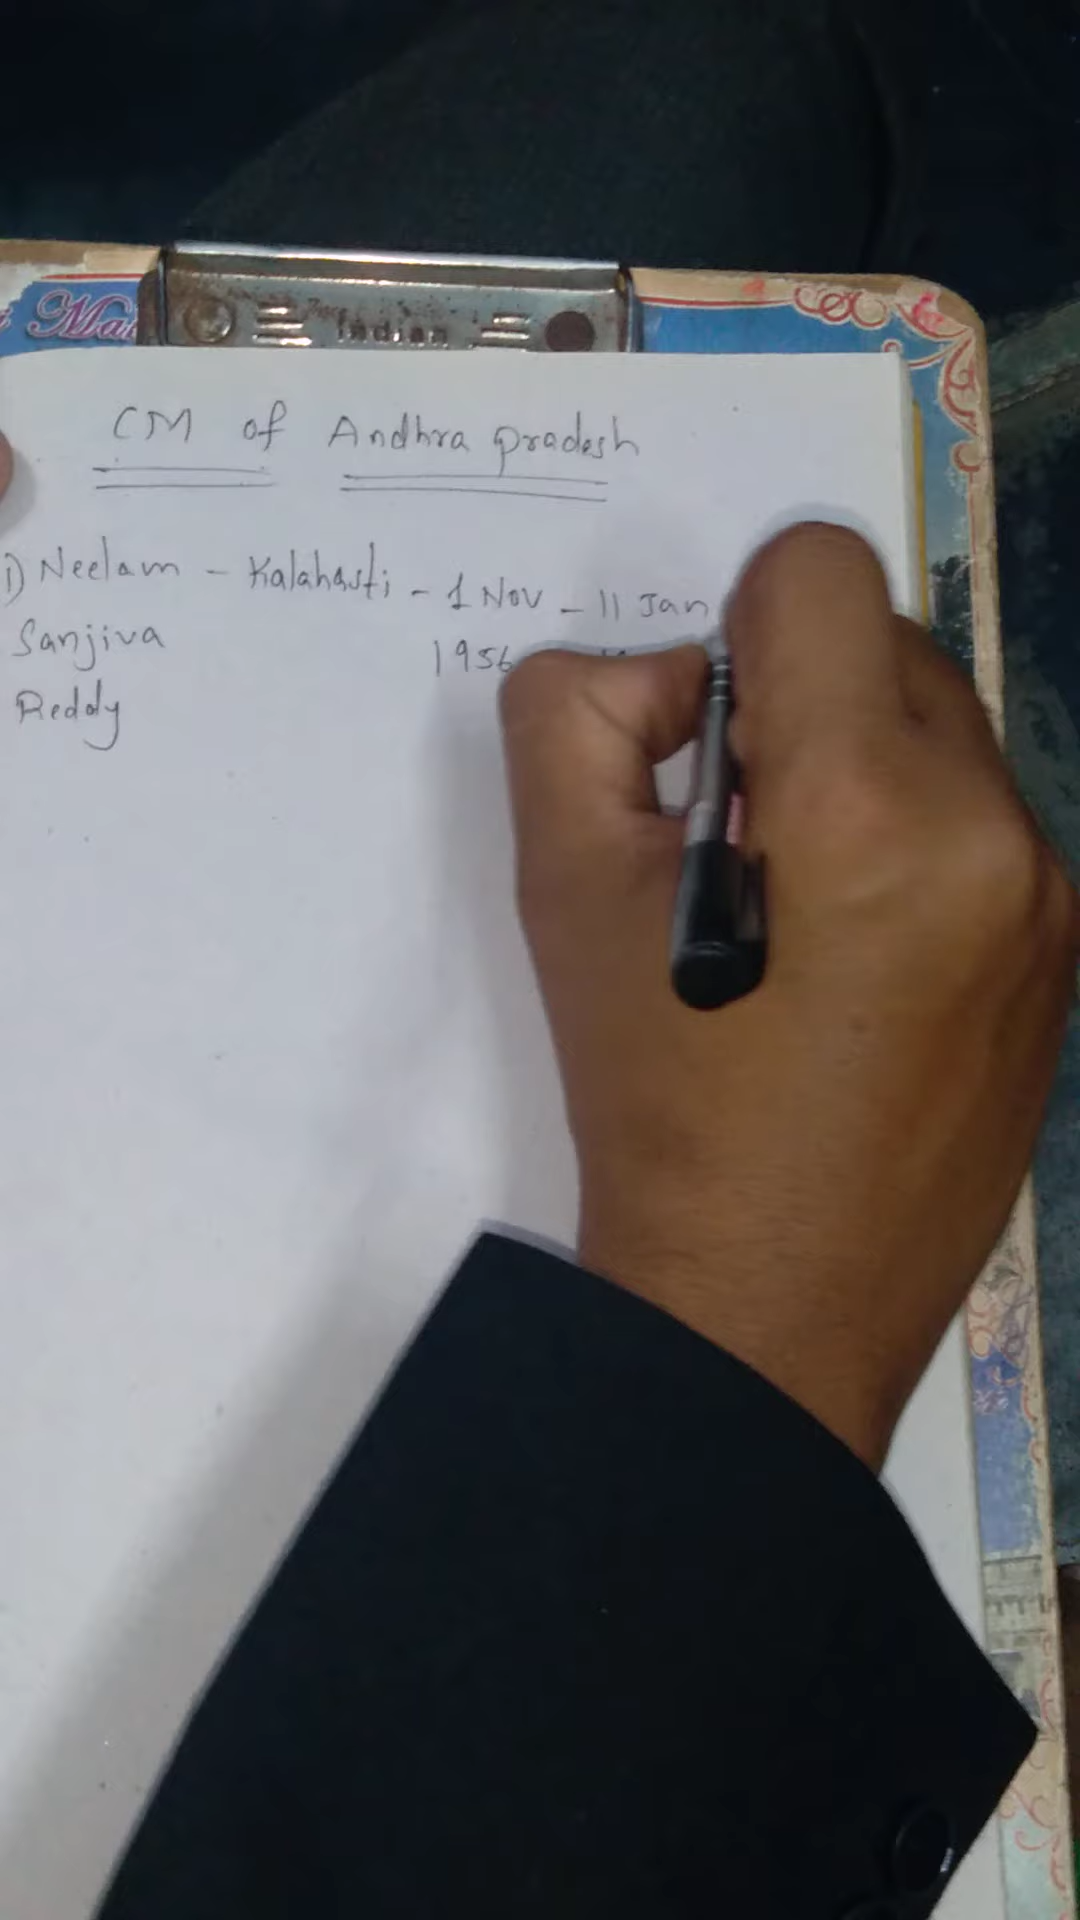 Indian
CM of Andhra pradesh
1) Neelam - Kalahasti - 1 Nov - 11 Jan
Sanjiva 1956
Reddy